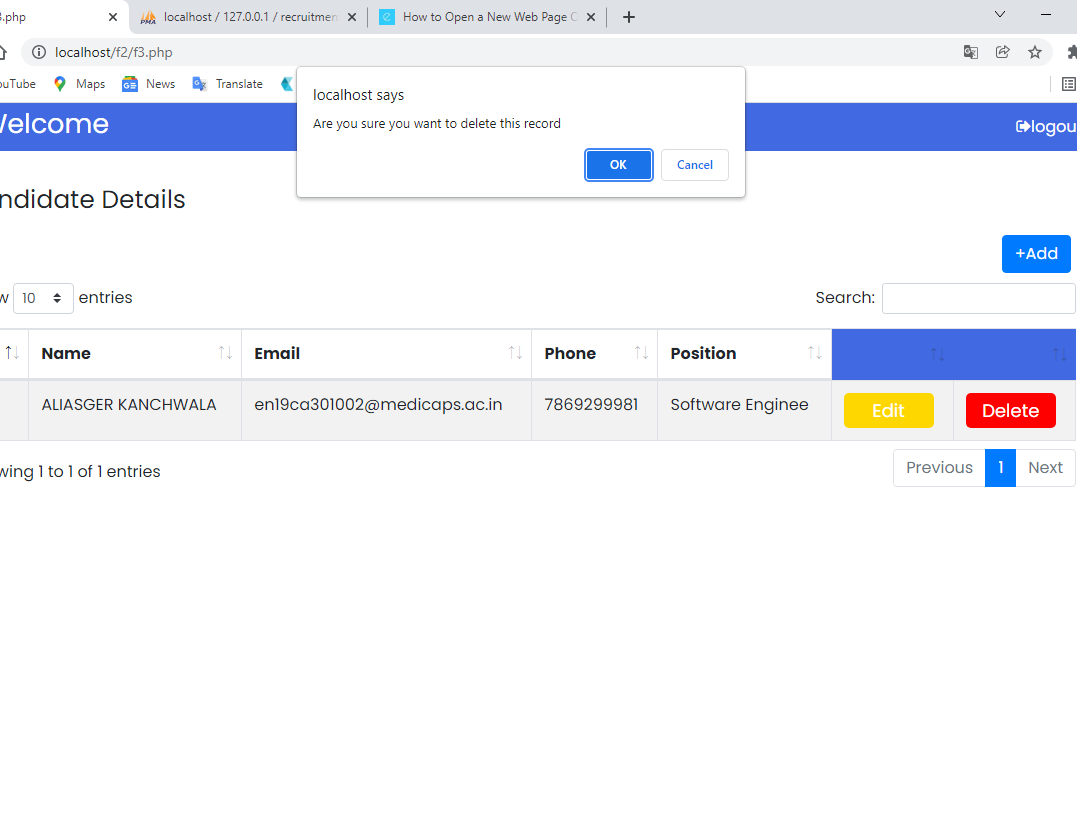 3.php
localhost / 127.0.0.1 / recruitmen
How to Open a New Web Page C
localhost/f2/f3.php
ouTube
Maps
News
Translate
localhost says
Are you sure you want to delete this record
OK
Cancel
Welcome
logou
ndidate Details
+Add
w 10 entries
Search:
Name Email Phone Position
ALIASGER KANCHWALA en19ca301002@medicaps.ac.in 7869299981 Software Enginee Edit Delete
wing 1 to 1 of 1 entries
Previous 1 Next